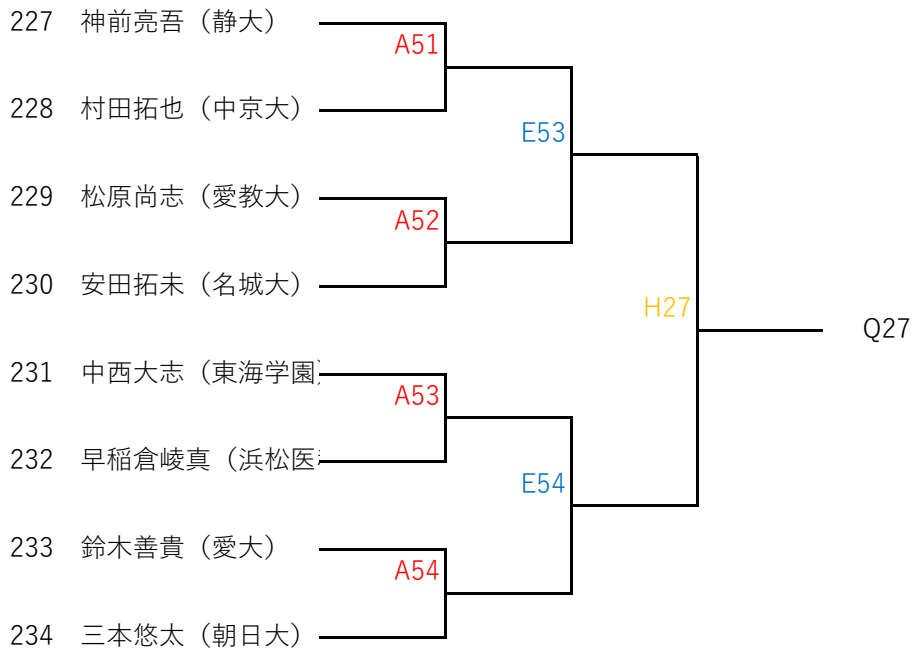 227 神前亮吾（静大）
A51
228 村田拓也（中京大）
E53
229 松原尚志（愛教大）
A52
230 安田拓未（名城大）
H27
Q27
231 中西大志（東海学園）
A53
232 早稲倉崚真（浜松医
E54
233 鈴木善貴（愛大）
A54
234 三本悠太（朝日大）